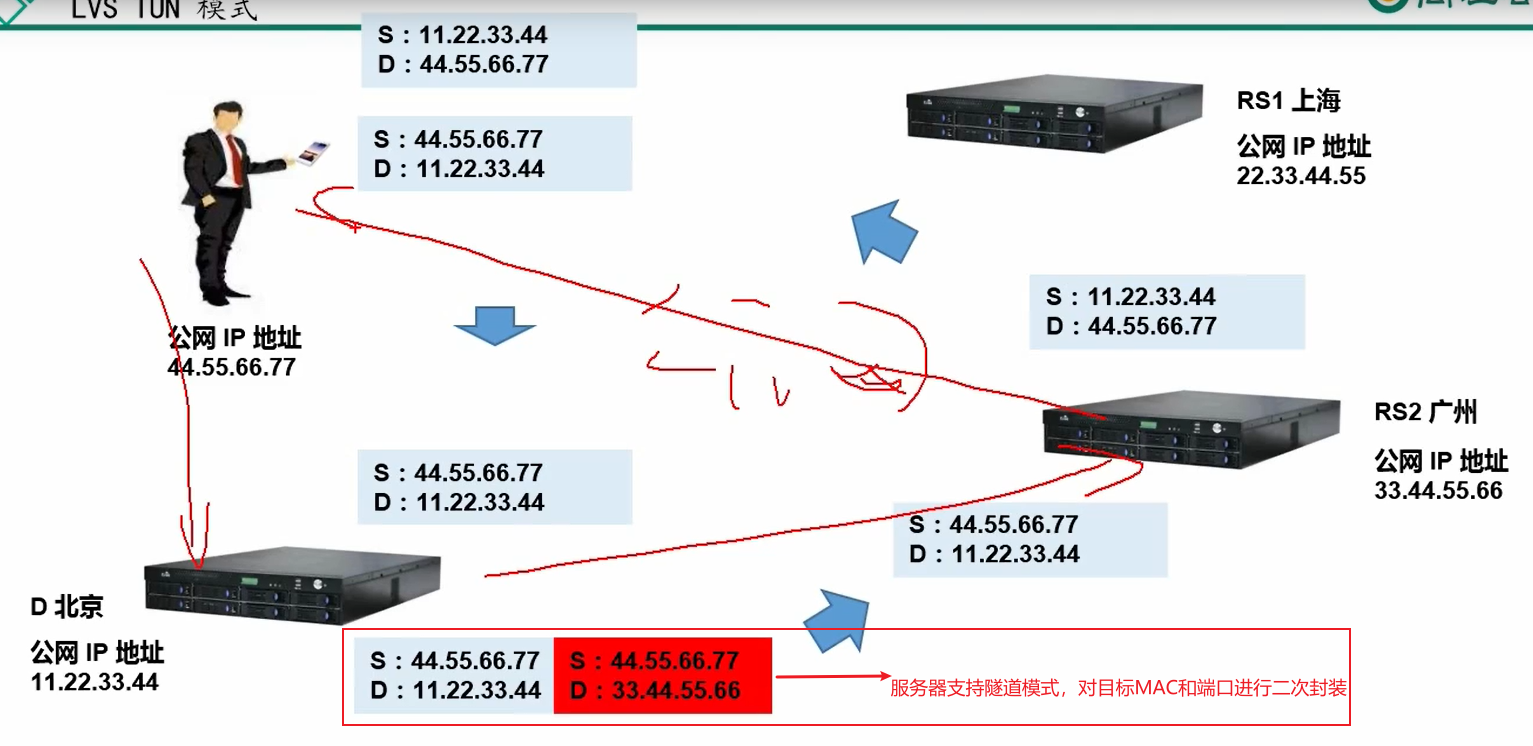 LVS TUN 模式
S：11.22.33.44
D：44.55.66.77
S：44.55.66.77
D：11.22.33.44
RS1 上海
公网 IP 地址
22.33.44.55
S：11.22.33.44
D：44.55.66.77
公网 IP 地址
44.55.66.77
RS2 广州
公网 IP 地址
33.44.55.66
S：44.55.66.77
D：11.22.33.44
S：44.55.66.77
D：11.22.33.44
D 北京
公网 IP 地址
11.22.33.44
S：44.55.66.77
D：11.22.33.44
S：44.55.66.77
D：33.44.55.66
服务器支持隧道模式，对目标MAC和端口进行二次封装